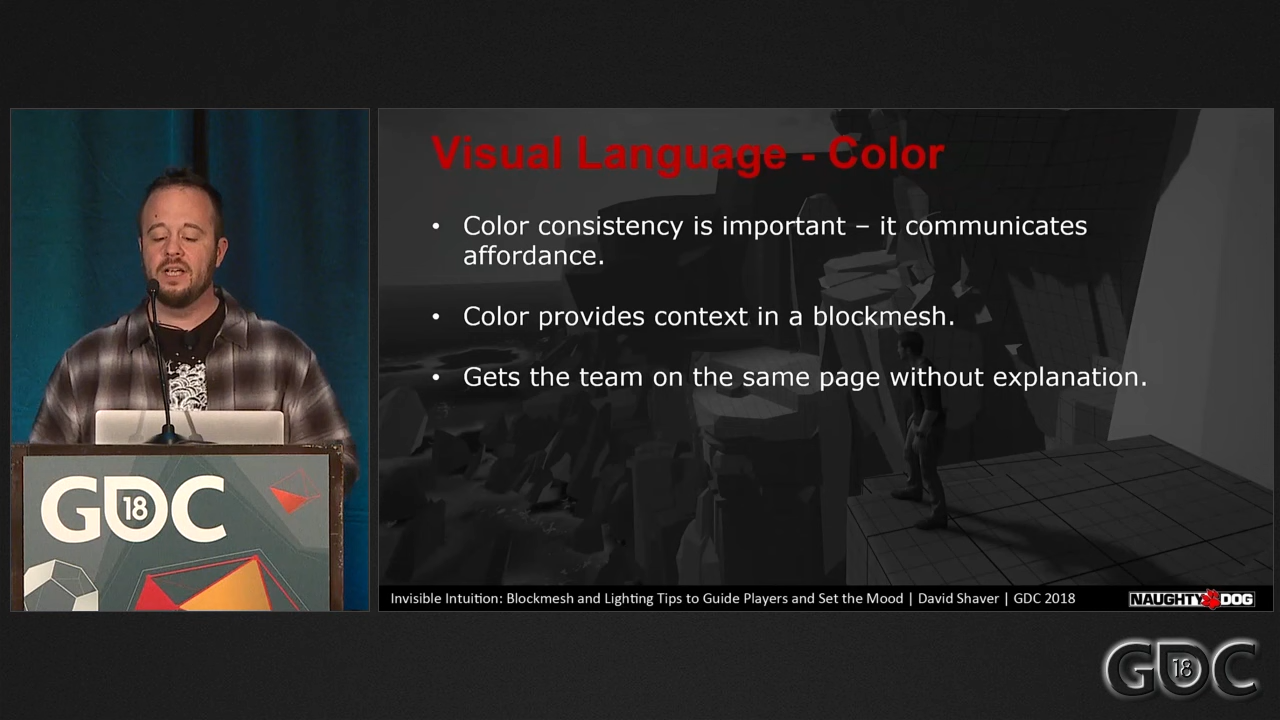 Visual Language - Color
• Color consistency is important – it communicates
affordance.
• Color provides context in a blockmesh.
• Gets the team on the same page without explanation.
Invisible Intuition: Blockmesh and Lighting Tips to Guide Players and Set the Mood | David Shaver | GDC 2018
NAUGHTY DOG
GDC
18
GDC
18